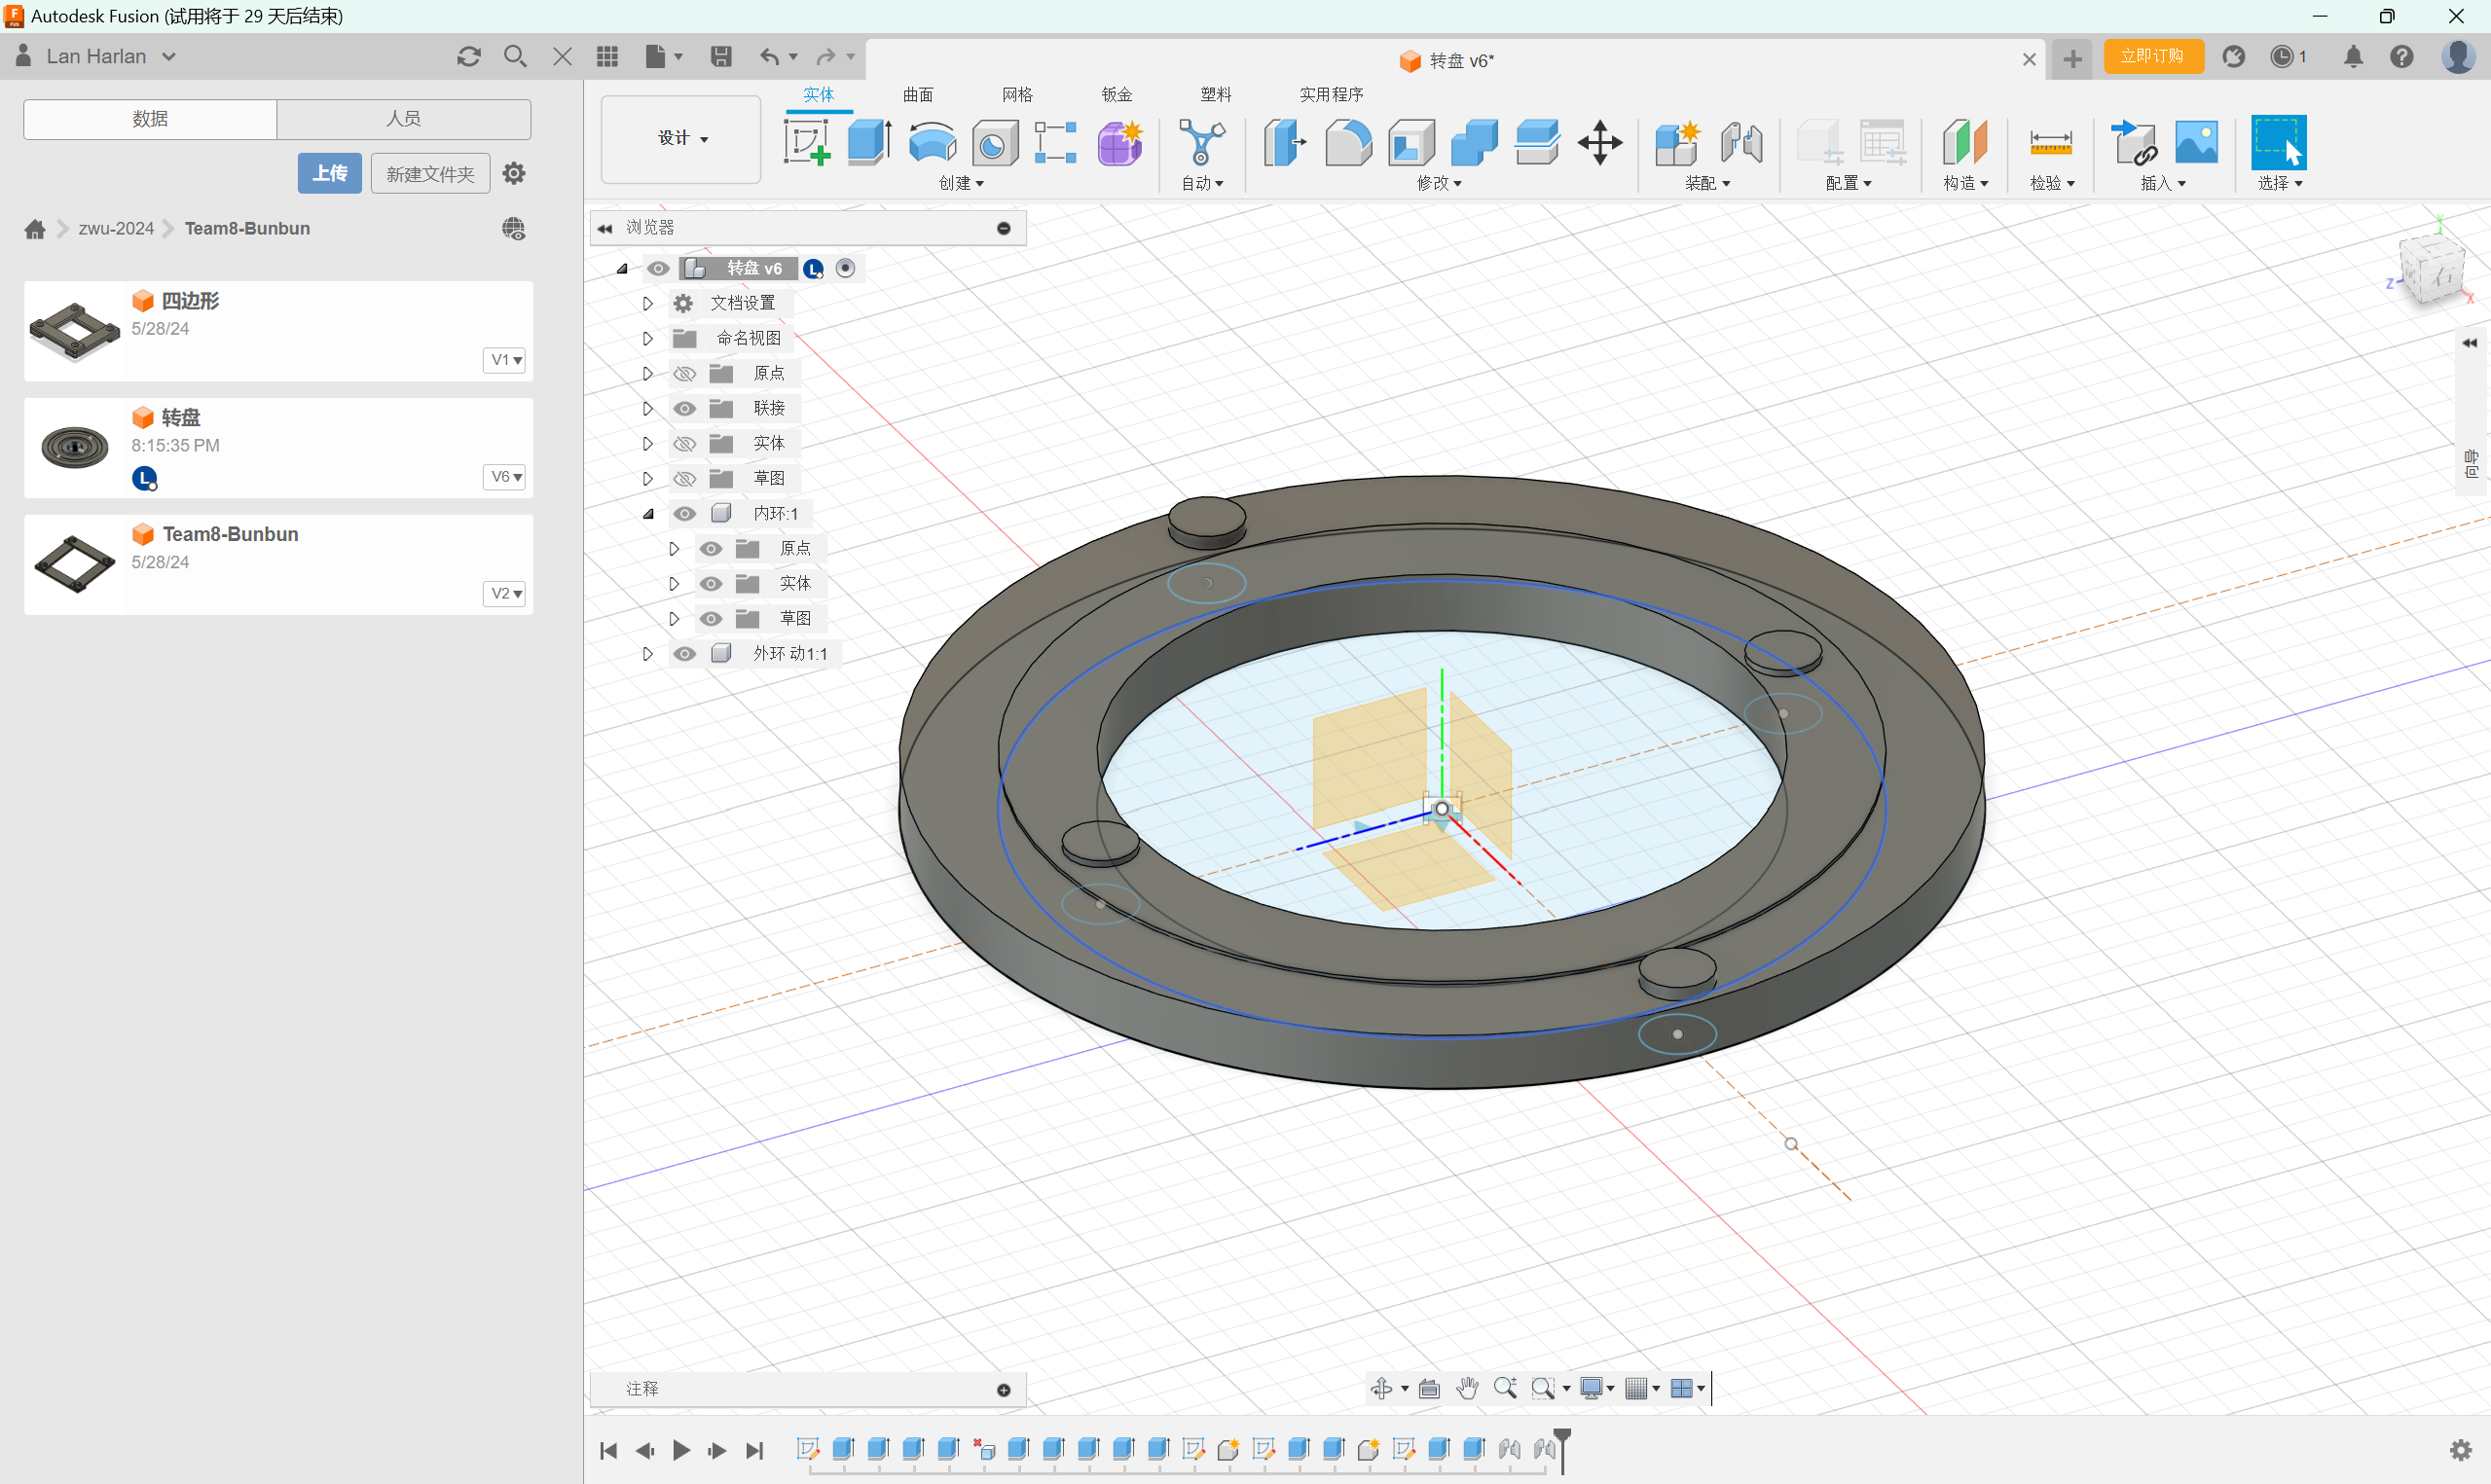 Autodesk Fusion (试用将于 29 天后结束)
Lan Harlan
转盘 v6*
立即订购
1
数据
人员
上传
新建文件夹
zwu-2024
Team8-Bunbun
四边形
5/28/24
V1
转盘
8:15:35 PM
L
V6
Team8-Bunbun
5/28/24
V2
设计
实体
曲面
网格
钣金
塑料
实用程序
创建
自动
修改
装配
配置
构造
检验
插入
选择
浏览器
转盘 v6
L
文档设置
命名视图
原点
联接
实体
草图
内环:1
原点
实体
草图
外环 动1:1
Y
Z
X
向导
注释